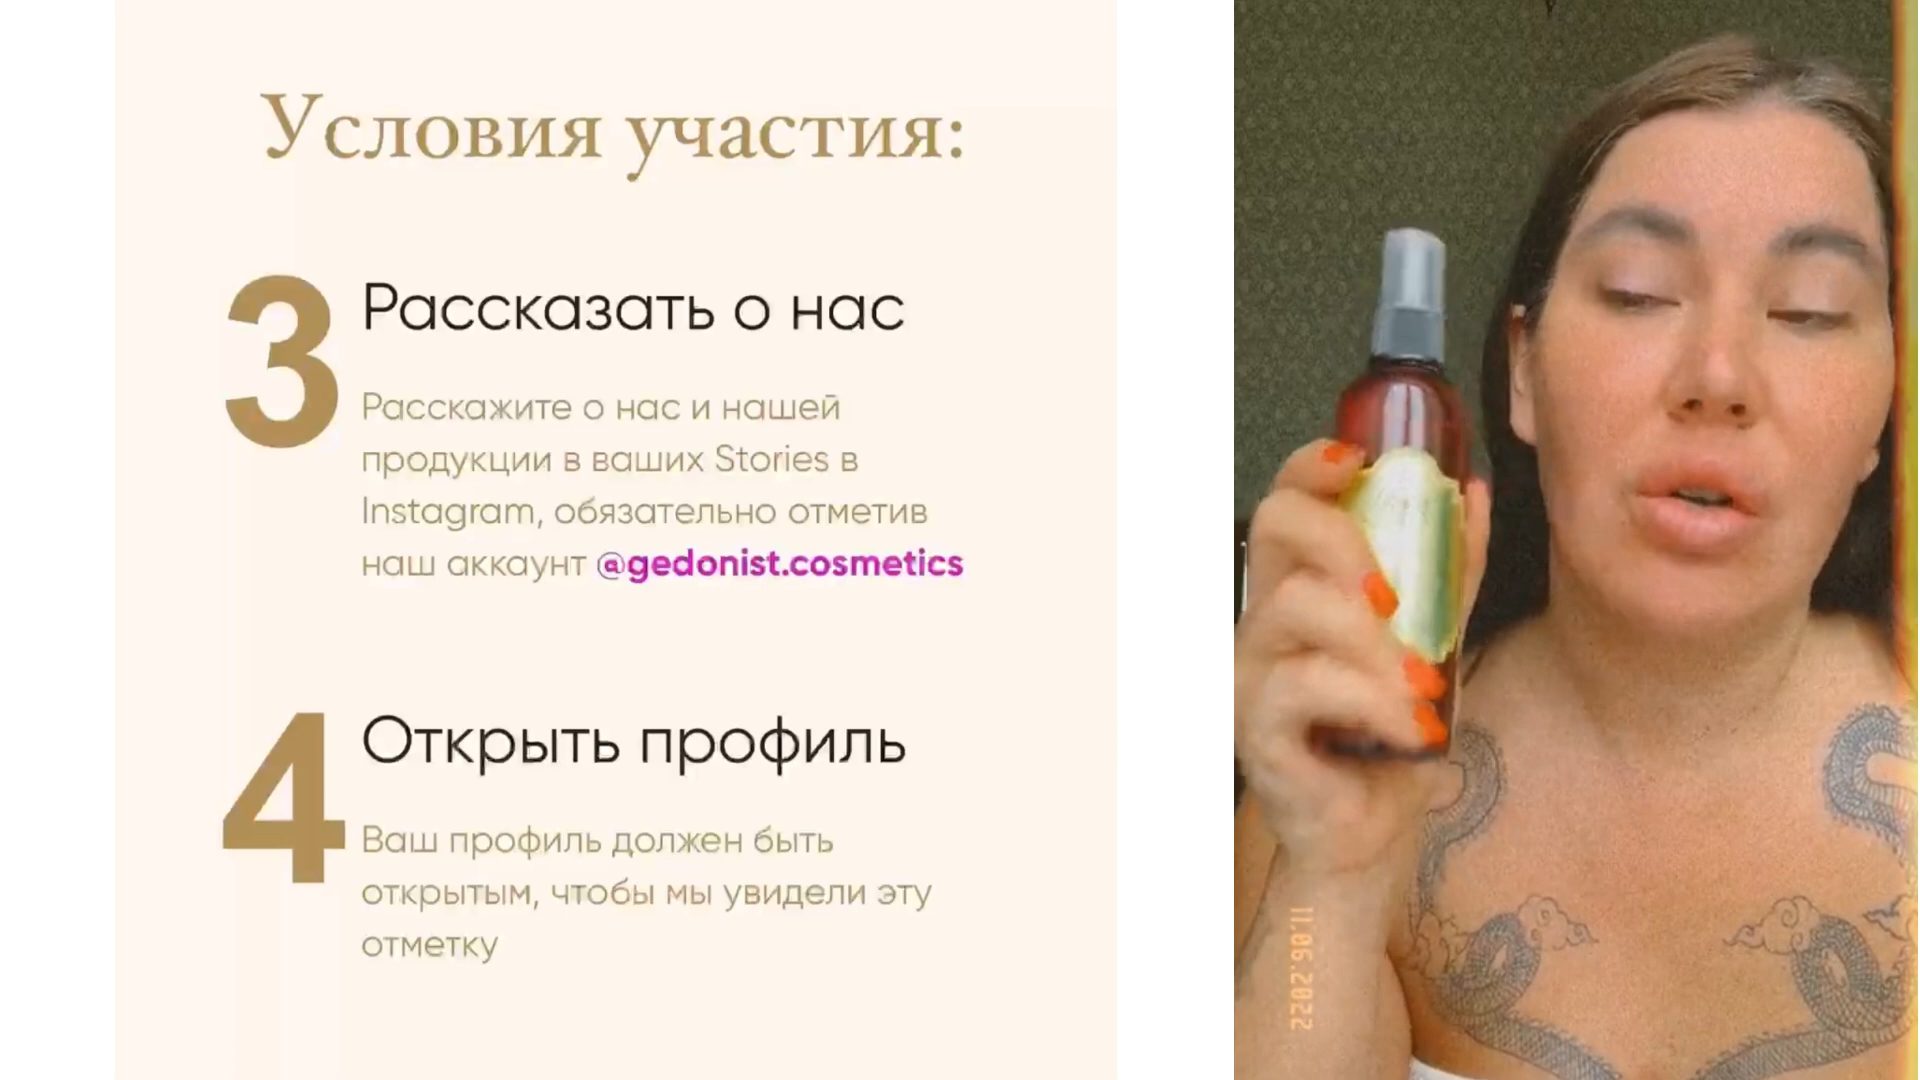 Условия участия:
3
Рассказать о нас
Расскажите о нас и нашей
продукции в ваших Stories в
Instagram, обязательно отметив
наш аккаунт @gedonist.cosmetics
4
Открыть профиль
Ваш профиль должен быть
открытым, чтобы мы увидели эту
отметку
11.06.2022